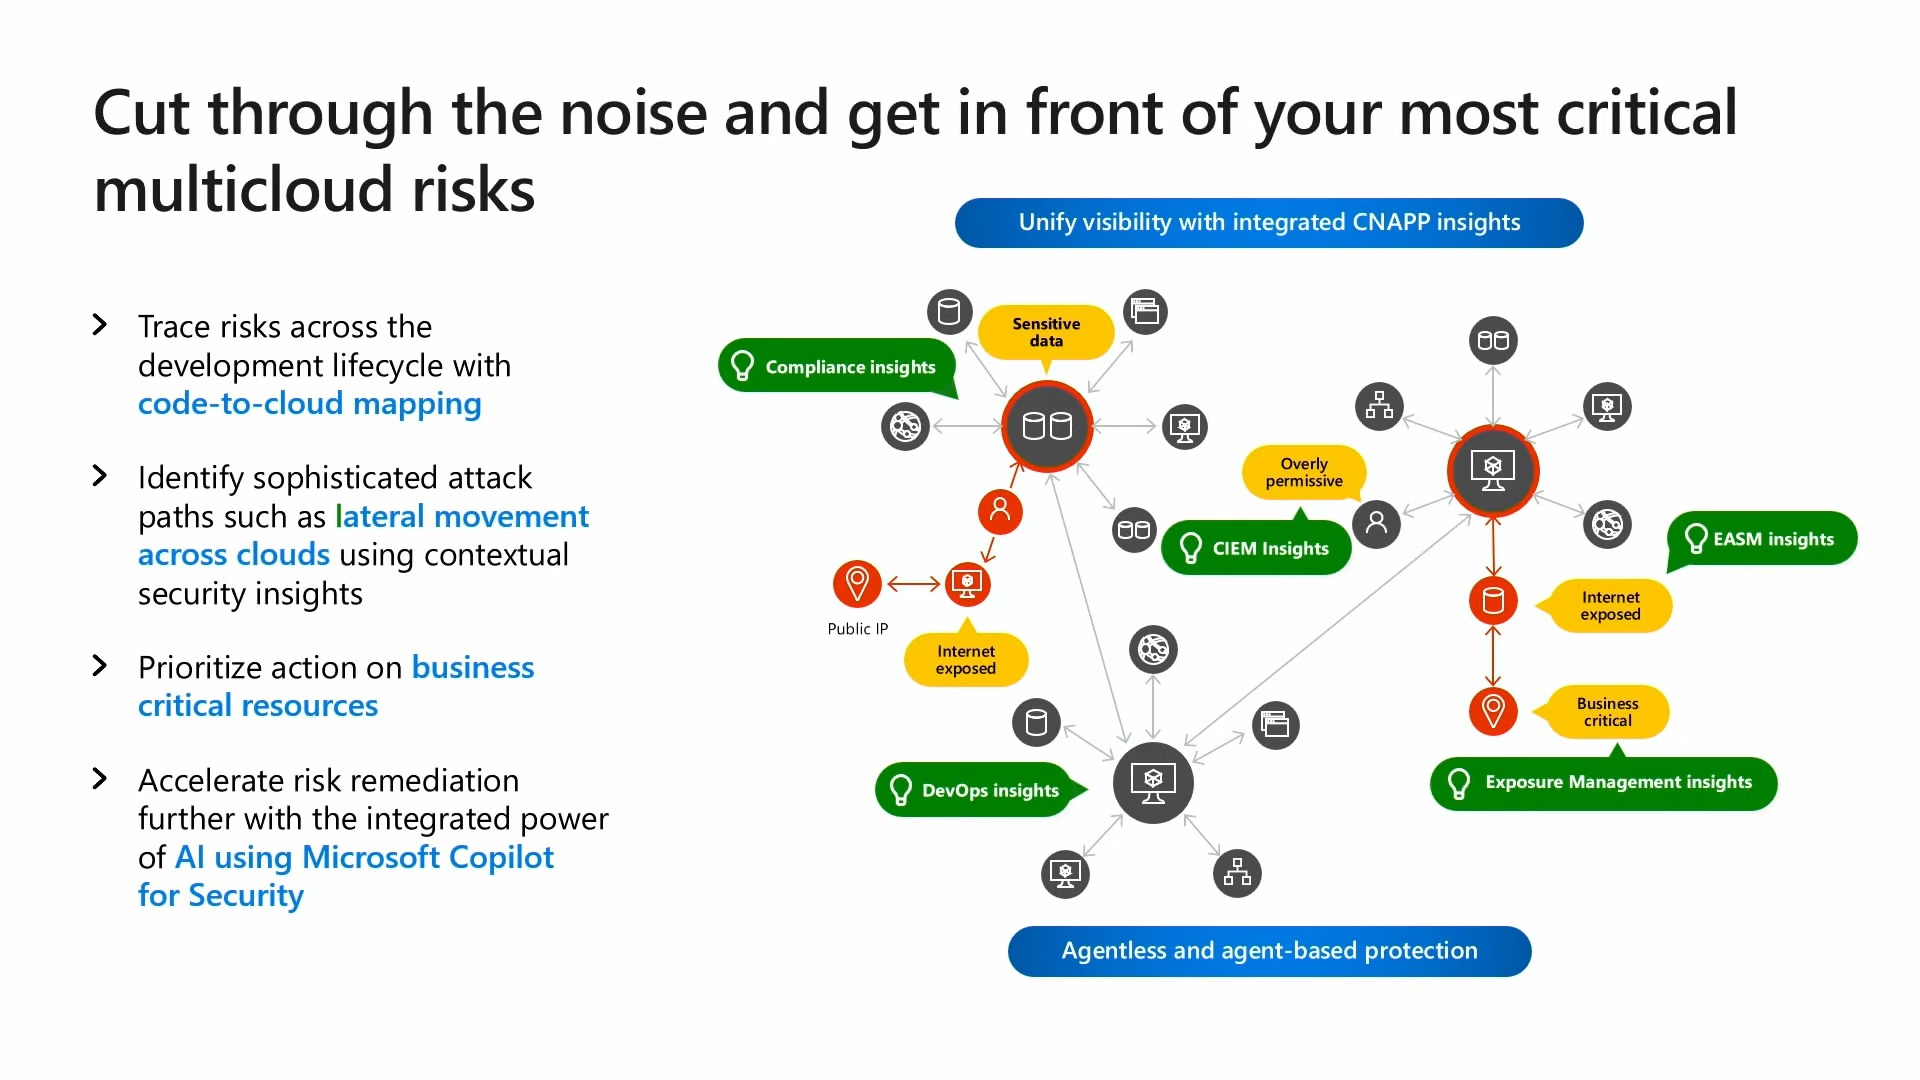 Cut through the noise and get in front of your most critical
multicloud risks
Trace risks across the
development lifecycle with
code-to-cloud mapping
Identify sophisticated attack
paths such as lateral movement
across clouds using contextual
security insights
Prioritize action on business
critical resources
Accelerate risk remediation
further with the integrated power
of AI using Microsoft Copilot
for Security
Unify visibility with integrated CNAPP insights
Sensitive
data
Compliance insights
Overly
permissive
CIEM Insights
EASM insights
Internet
exposed
Public IP
Internet
exposed
Business
critical
Exposure Management insights
DevOps insights
Agentless and agent-based protection